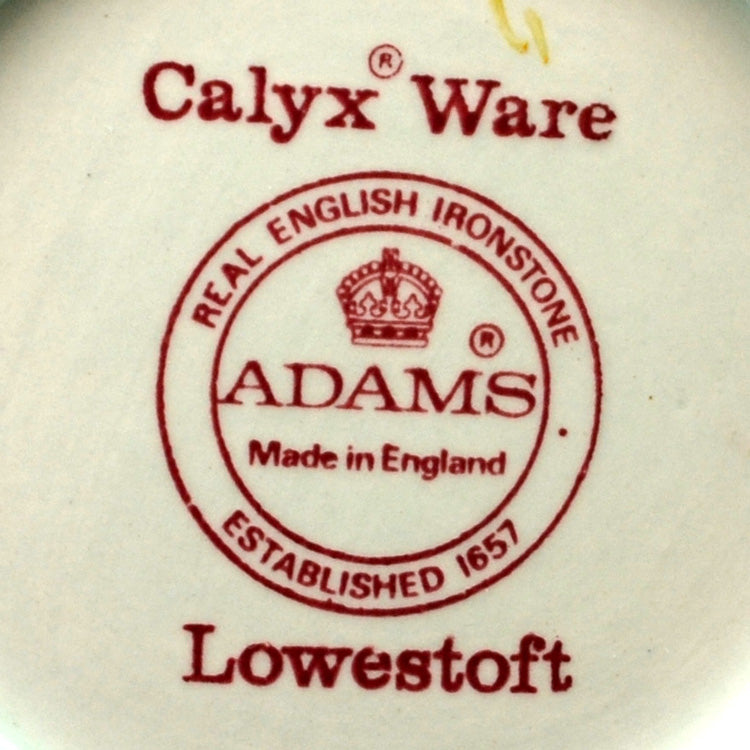 Calyx® Ware
REAL ENGLISH IRONSTONE
ADAMS®
Made in England
ESTABLISHED 1657
Lowestoft